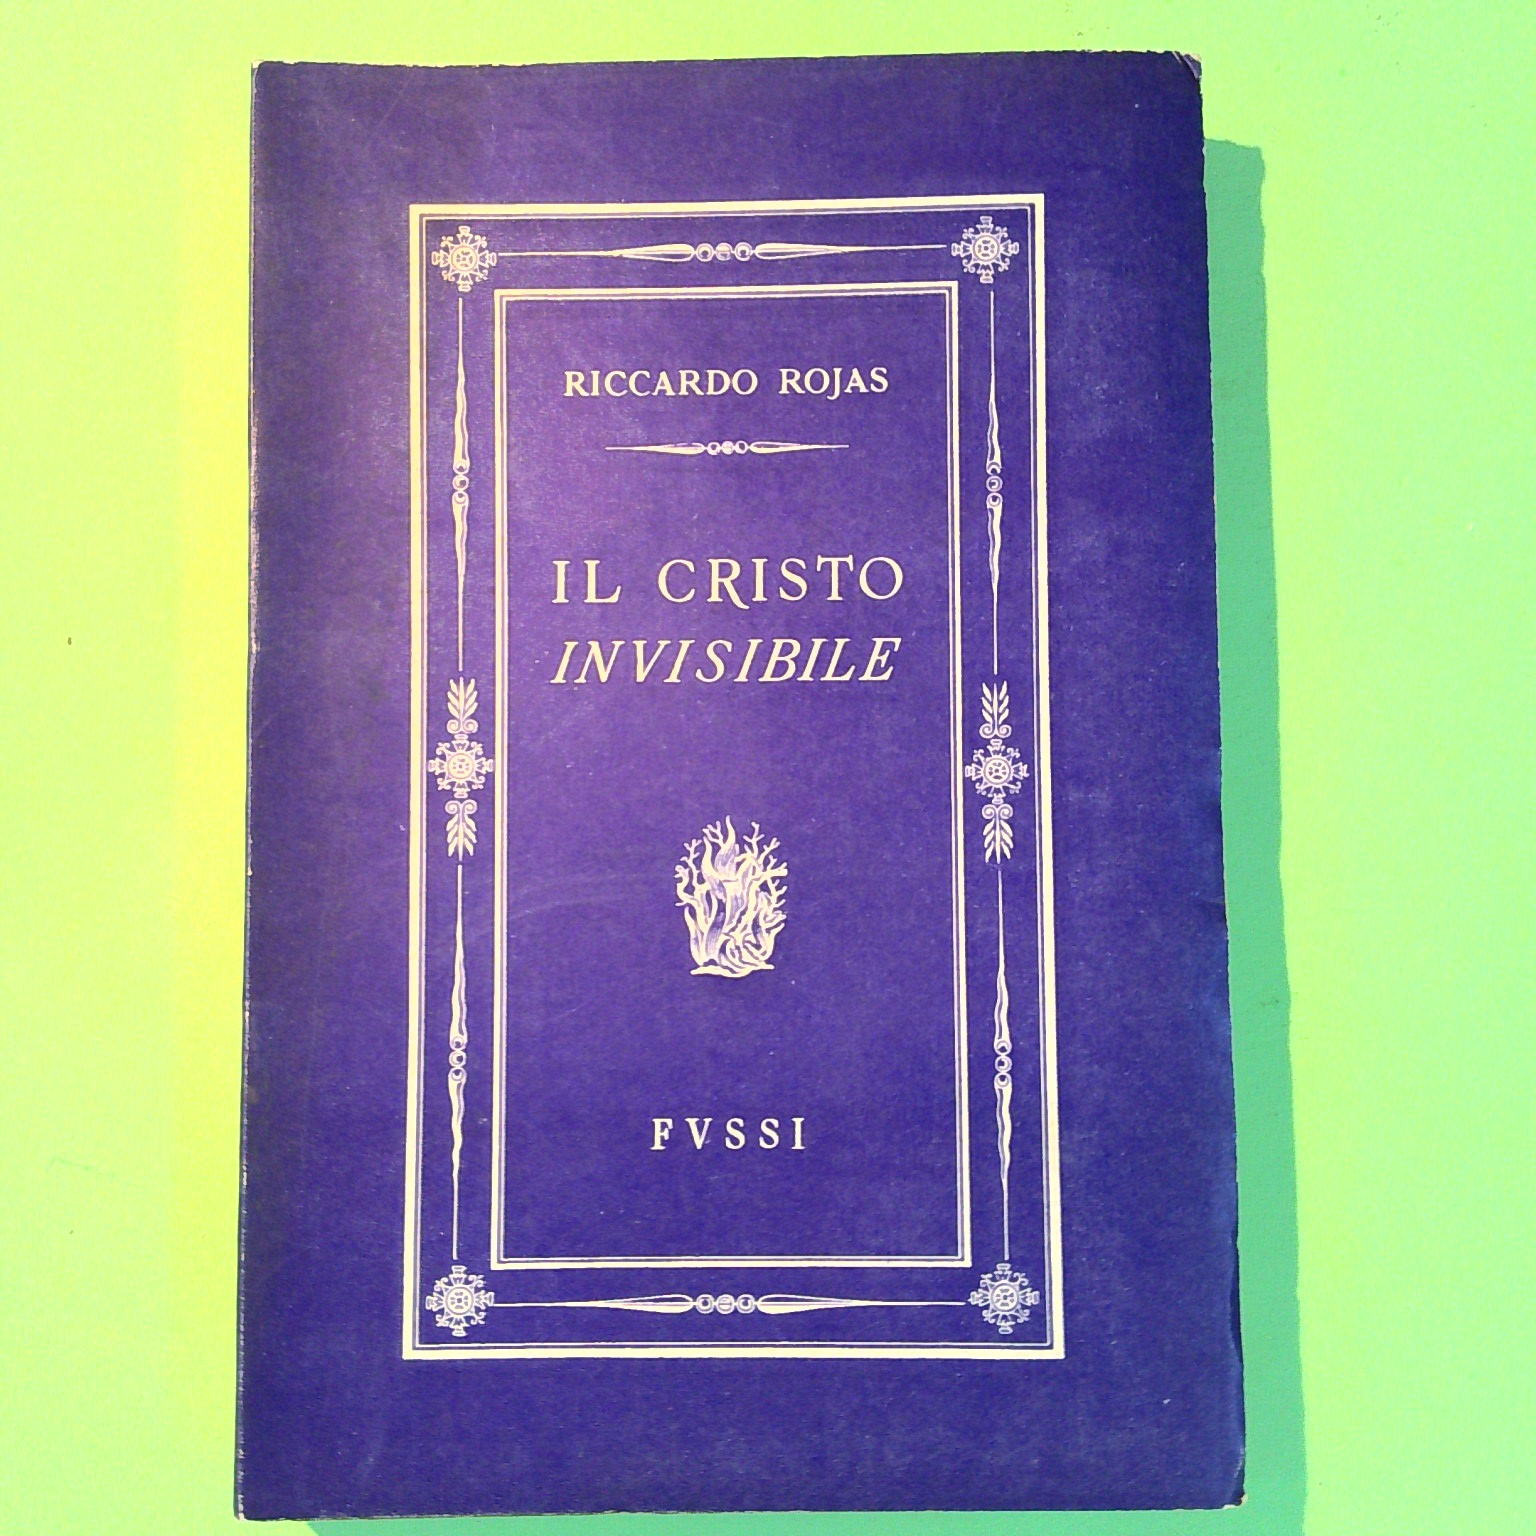 RICCARDO ROJAS
IL CRISTO
INVISIBILE
FVSSI